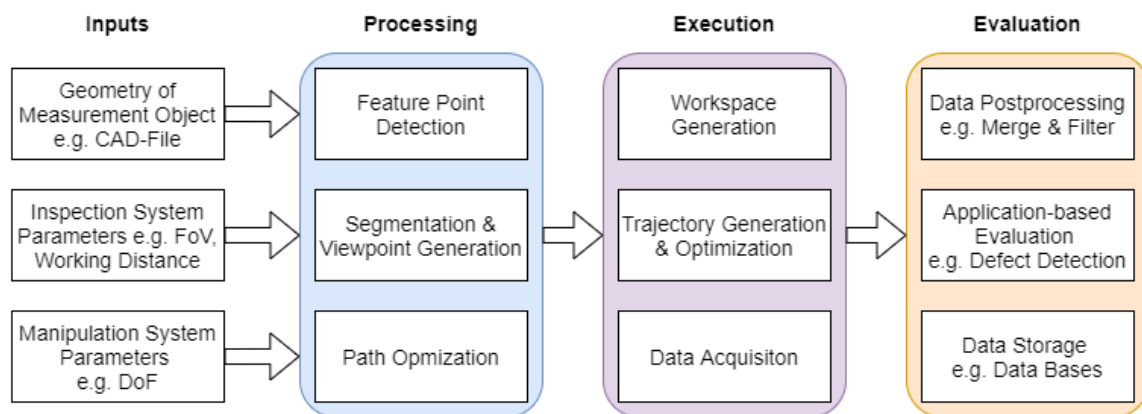 Inputs
Processing
Execution
Evaluation
Geometry of
Measurement Object
e.g. CAD-File
Feature Point
Detection
Workspace
Generation
Data Postprocessing
e.g. Merge & Filter
Inspection System
Parameters e.g. FoV,
Working Distance
Segmentation &
Viewpoint Generation
Trajectory Generation
& Optimization
Application-based
Evaluation
e.g. Defect Detection
Manipulation System
Parameters
e.g. DoF
Path Opmization
Data Acquisiton
Data Storage
e.g. Data Bases